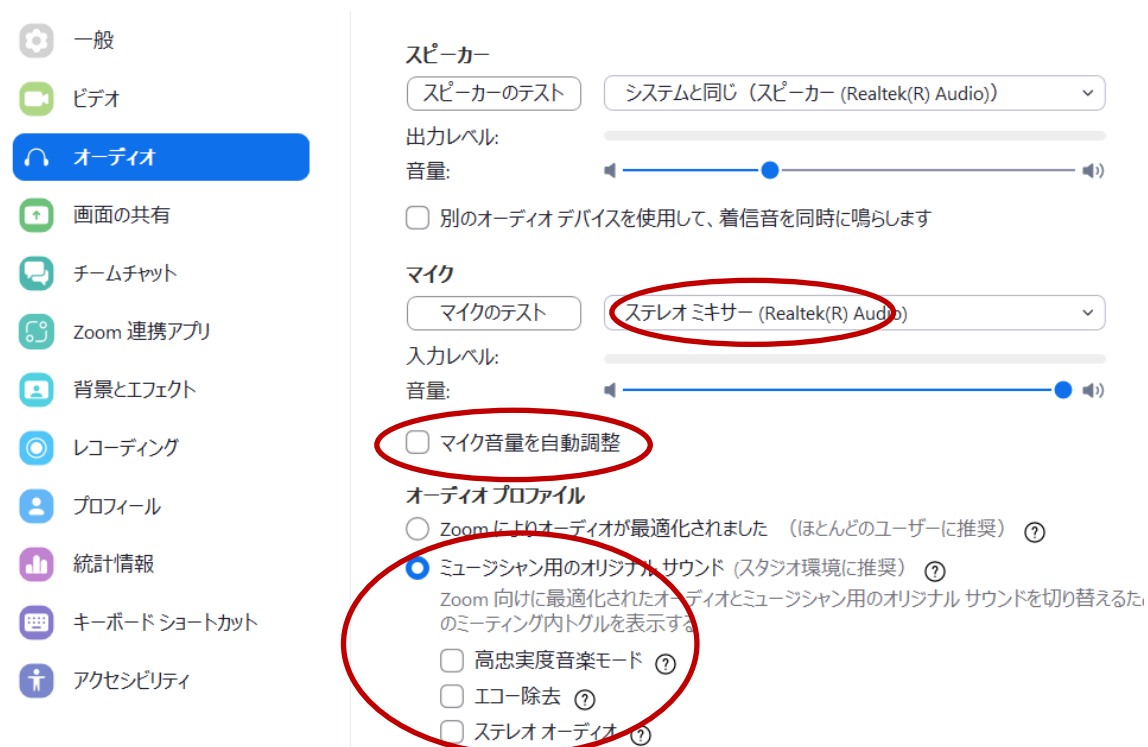 一般
ビデオ
オーディオ
画面の共有
チームチャット
Zoom 連携アプリ
背景とエフェクト
レコーディング
プロフィール
統計情報
キーボード ショートカット
アクセシビリティ
スピーカー
スピーカーのテスト
システムと同じ（スピーカー (Realtek(R) Audio)）
出力レベル:
音量:
別のオーディオ デバイスを使用して、着信音を同時に鳴らします
マイク
マイクのテスト
ステレオ ミキサー (Realtek(R) Audio)
入力レベル:
音量:
マイク音量を自動調整
オーディオ プロファイル
Zoom によりオーディオが最適化されました （ほとんどのユーザーに推奨） ?
ミュージシャン用のオリジナル サウンド (スタジオ環境に推奨） ?
Zoom 向けに最適化されたオーディオとミュージシャン用のオリジナル サウンドを切り替えるた
のミーティング内トグルを表示する
高忠実度音楽モード ?
エコー除去 ?
ステレオ オーディオ ?